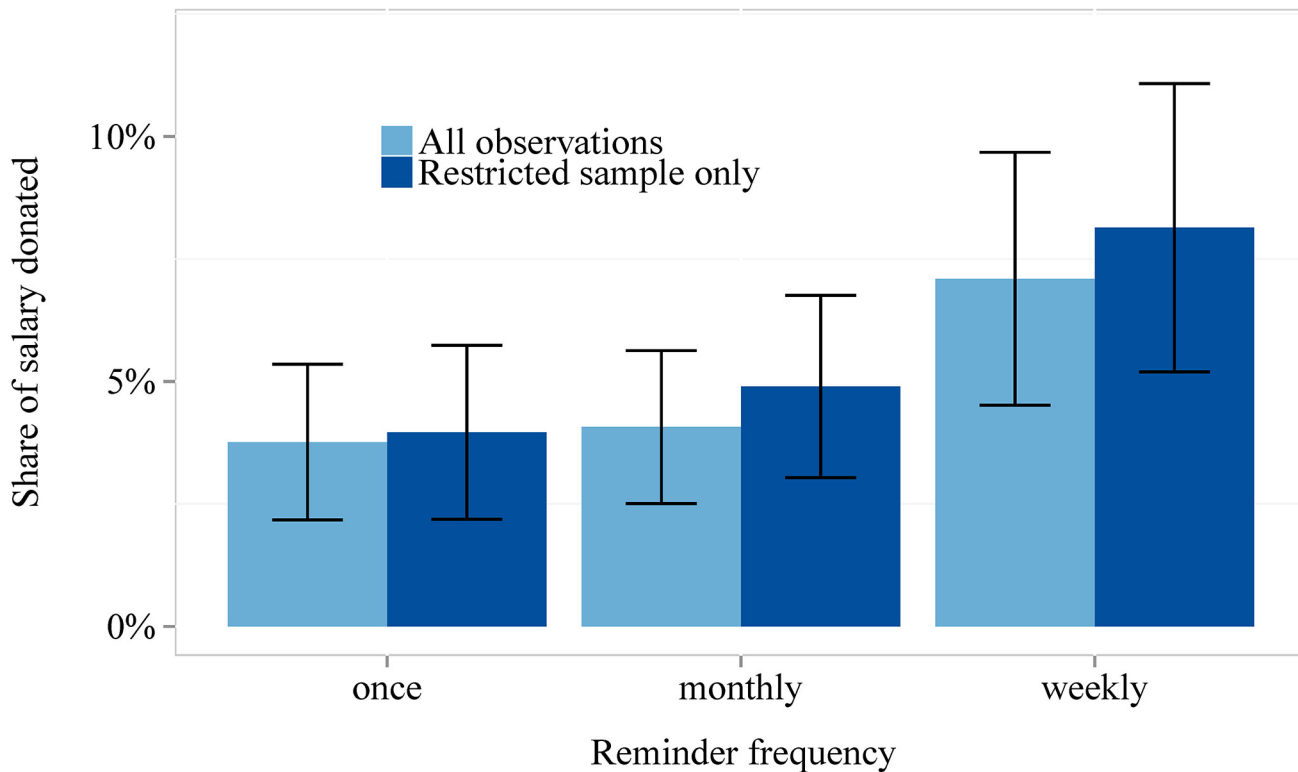 Share of salary donated
10%
5%
0%
All observations
Restricted sample only
once
monthly
weekly
Reminder frequency